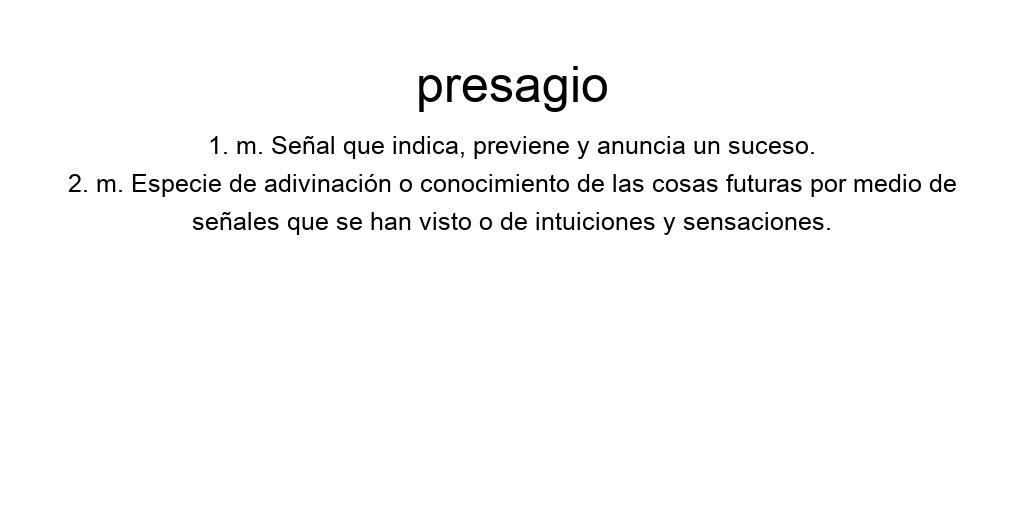 presagio
1. m. Señal que indica, previene y anuncia un suceso.
2. m. Especie de adivinación o conocimiento de las cosas futuras por medio de
señales que se han visto o de intuiciones y sensaciones.